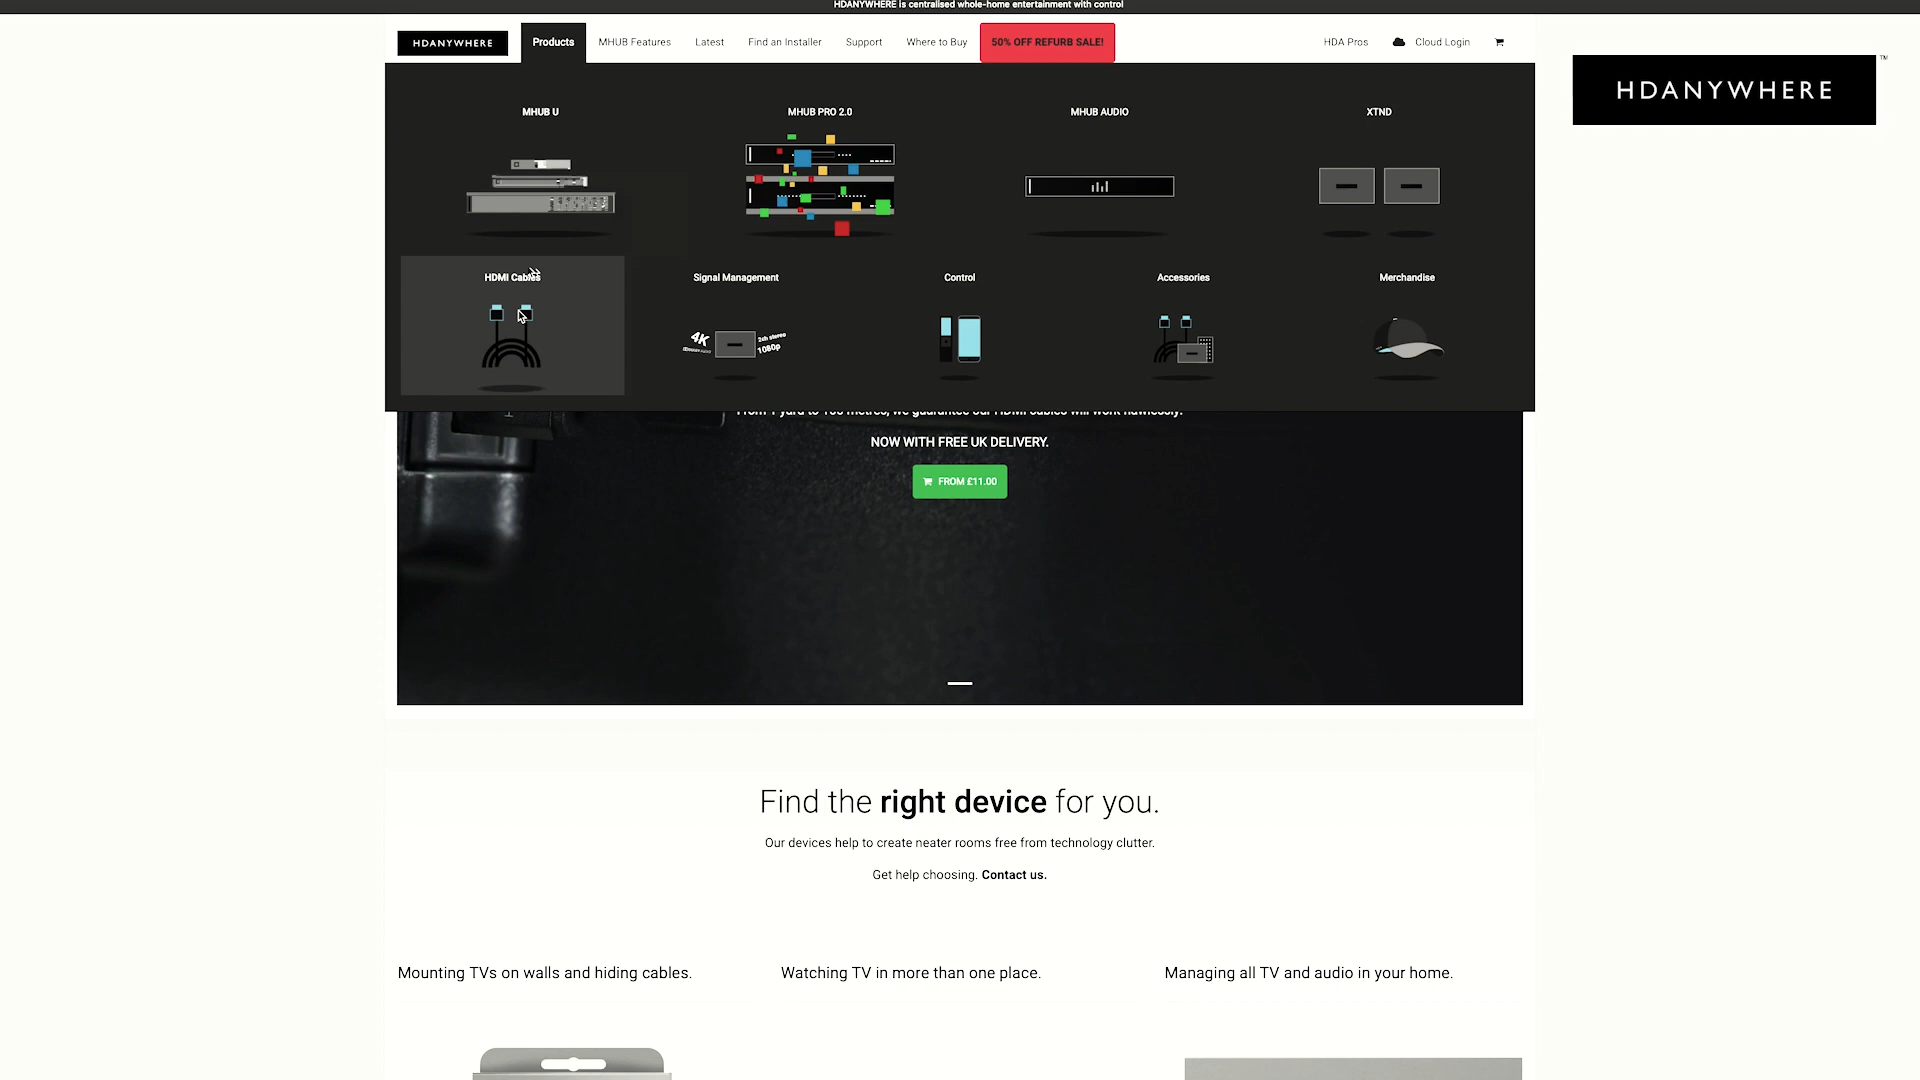 HDANYWHERE is centralised whole-home entertainment with control
HDANYWHERE
Products
MHUB Features
Latest
Find an Installer
Support
Where to Buy
50% OFF REFURB SALE!
HDA Pros
Cloud Login
HDANYWHERE
TM
MHUB U
MHUB PRO 2.0
MHUB AUDIO
XTND
HDMI Cables
Signal Management
Control
Accessories
Merchandise
4K
2ch stereo
1080p
From 1 yard to 100 metres, we guarantee our HDMI cables will work flawlessly.
NOW WITH FREE UK DELIVERY.
FROM £11.00
Find the right device for you.
Our devices help to create neater rooms free from technology clutter.
Get help choosing. Contact us.
Mounting TVs on walls and hiding cables.
Watching TV in more than one place.
Managing all TV and audio in your home.